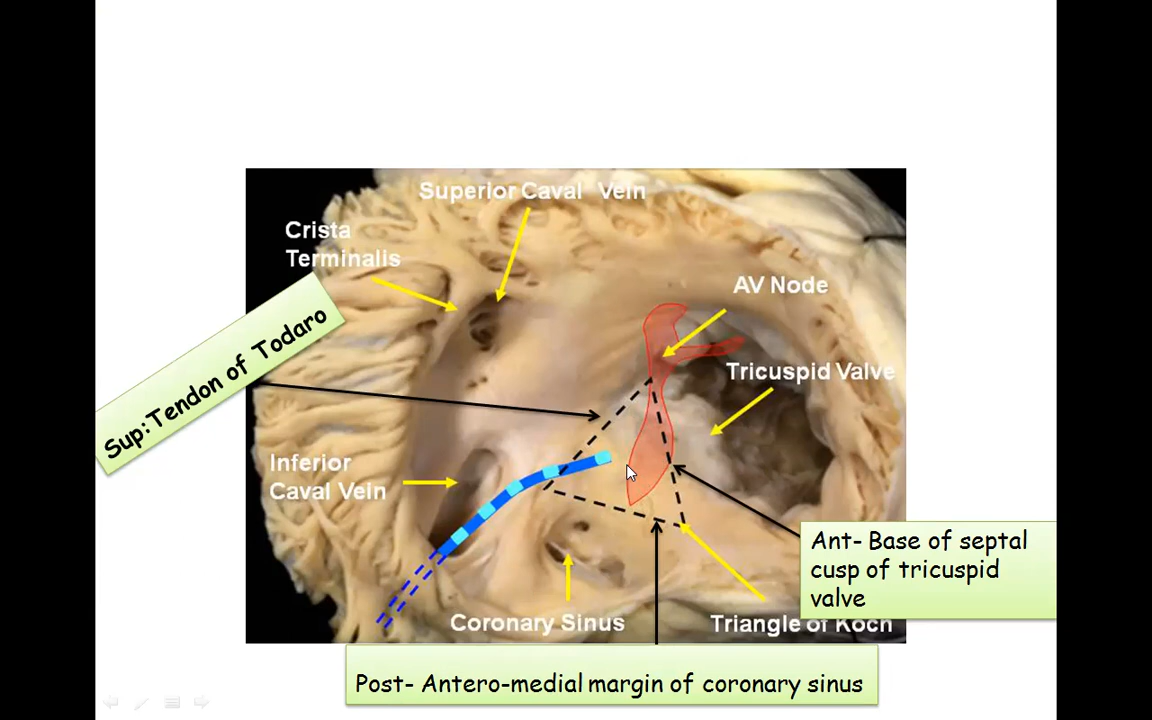 Superior Caval Vein
Crista
Terminalis
AV Node
Sup:Tendon of Todaro
Tricuspid Valve
Inferior
Caval Vein
Ant- Base of septal
cusp of tricuspid
valve
Coronary Sinus
Triangle of Koch
Post- Antero-medial margin of coronary sinus